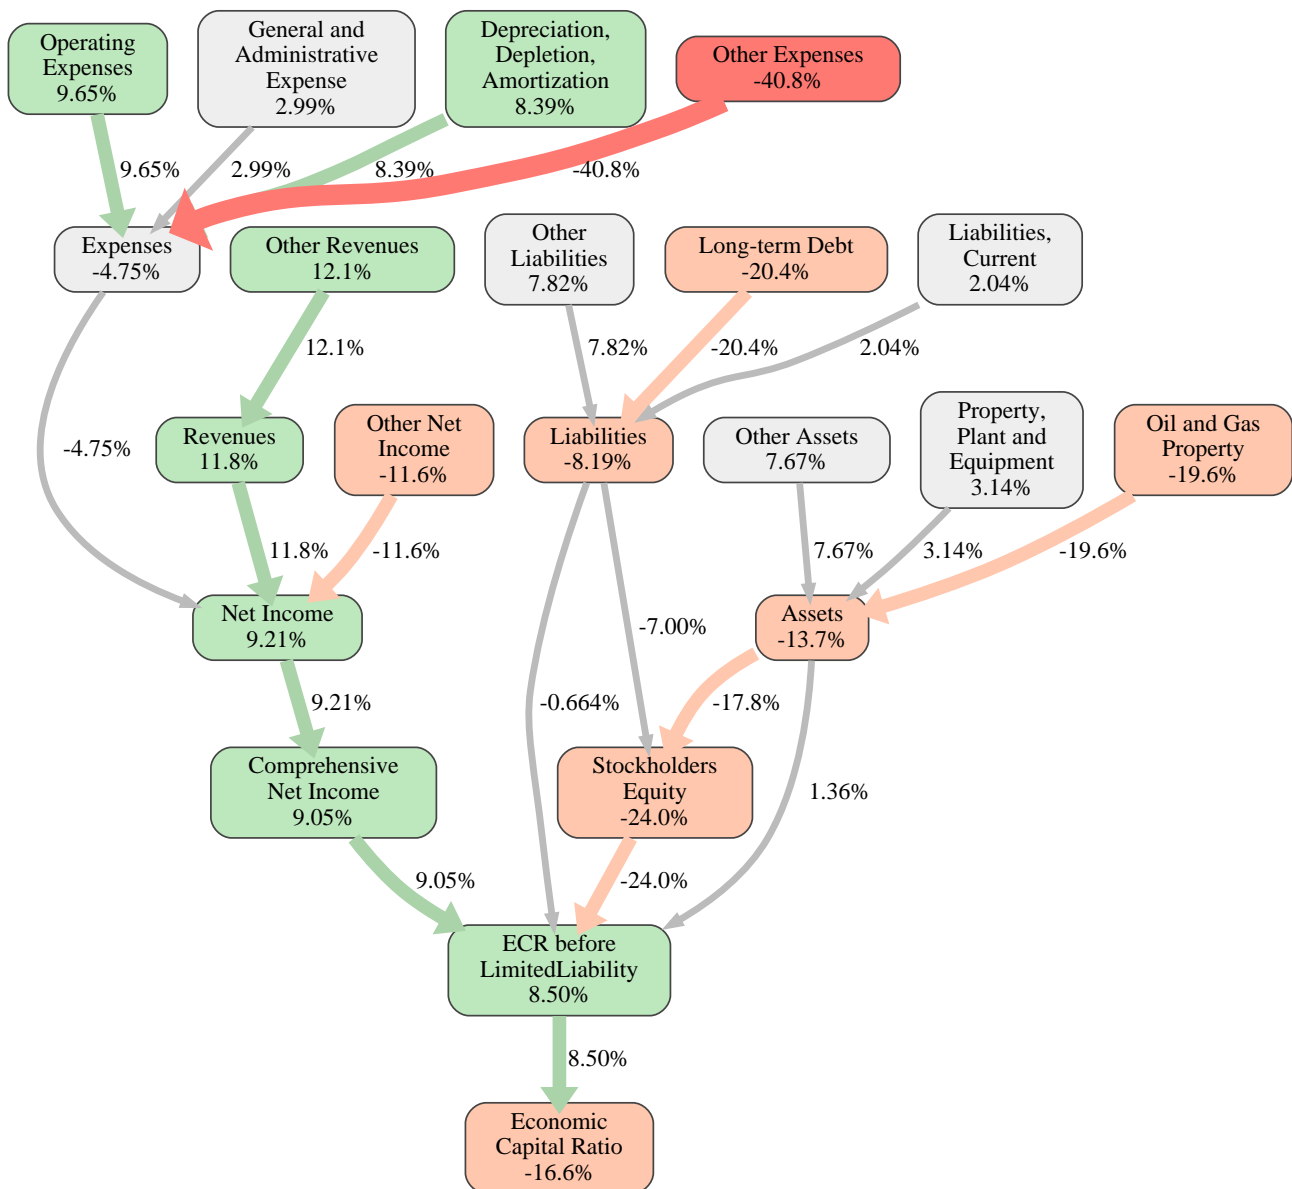 Operating
Expenses
9.65%
General and
Administrative
Expense
2.99%
Depreciation,
Depletion,
Amortization
8.39%
Other Expenses
-40.8%
9.65%
2.99%
8.39%
-40.8%
Expenses
-4.75%
Other Revenues
12.1%
Other
Liabilities
7.82%
Long-term Debt
-20.4%
Liabilities,
Current
2.04%
12.1%
7.82%
-20.4%
2.04%
-4.75%
Revenues
11.8%
Other Net
Income
-11.6%
Liabilities
-8.19%
Other Assets
7.67%
Property,
Plant and
Equipment
3.14%
Oil and Gas
Property
-19.6%
11.8%
-11.6%
7.67%
3.14%
-19.6%
Net Income
9.21%
-7.00%
Assets
-13.7%
9.21%
-0.664%
-17.8%
1.36%
Comprehensive
Net Income
9.05%
Stockholders
Equity
-24.0%
9.05%
-24.0%
ECR before
LimitedLiability
8.50%
8.50%
Economic
Capital Ratio
-16.6%